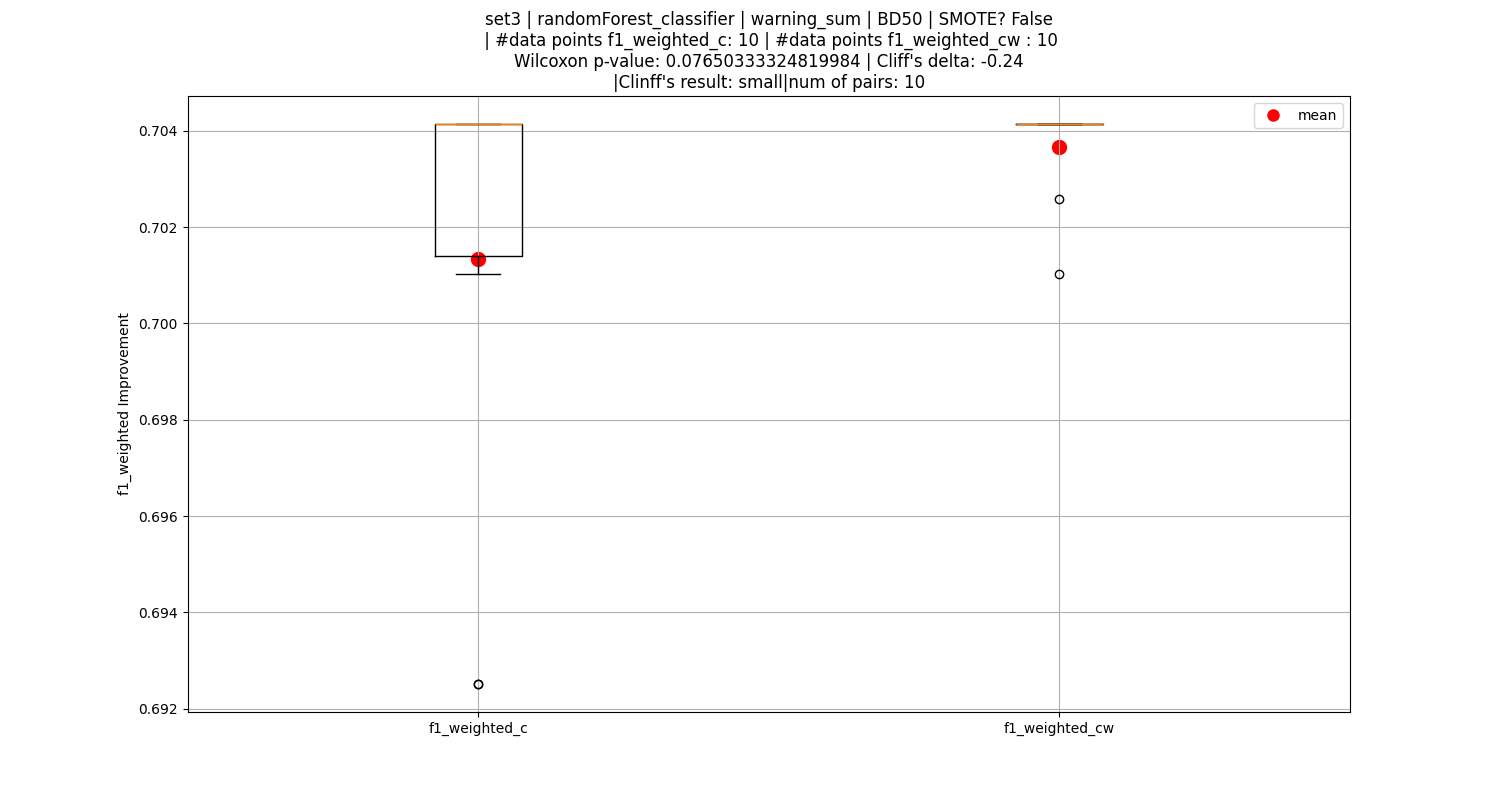 set3 | randomForest_classifier | warning_sum | BD50 | SMOTE? False
| #data points f1_weighted_c: 10 | #data points f1_weighted_cw : 10
Wilcoxon p-value: 0.07650333324819984 | Cliff's delta: -0.24
|Clinff's result: small|num of pairs: 10
mean
0.704
0.702
0.700
0.698
0.696
0.694
0.692
f1_weighted Improvement
f1_weighted_c
f1_weighted_cw